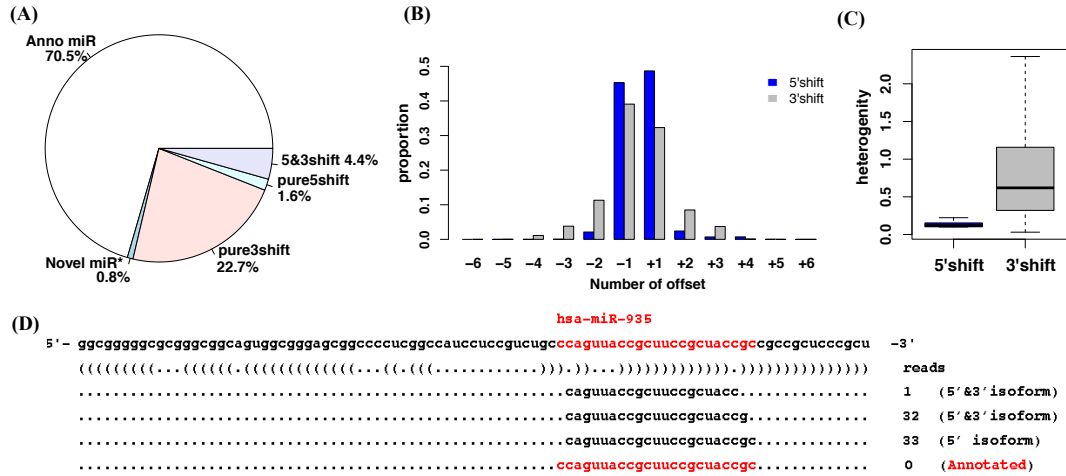 (A)
Anno miR
70.5%
5&3shift 4.4%
pure5shift
1.6%
pure3shift
22.7%
Novel miR*
0.8%
(B)
proportion
0.5
0.4
0.3
0.2
0.1
0.0
5'shift
3'shift
−6 −5 −4 −3 −2 −1 +1 +2 +3 +4 +5 +6
Number of offset
(C)
heterogenity
2.0
1.5
1.0
0.5
0.0
5'shift 3'shift
(D)
hsa−miR−935
5'− ggcgggggcgcgggcggcaguggcgggagcggccccucggccauccuccgucugcccaguuaccgcuuccgcuaccgccgccgcucccgcu −3'
reads
........................................................caguuaccgcuuccgcuacc............... 1 (5'&3'isoform)
........................................................caguuaccgcuuccgcuaccg.............. 32 (5'&3'isoform)
........................................................caguuaccgcuuccgcuaccgc............. 33 (5' isoform)
.......................................................ccaguuaccgcuuccgcuaccgc............. 0 (Annotated)